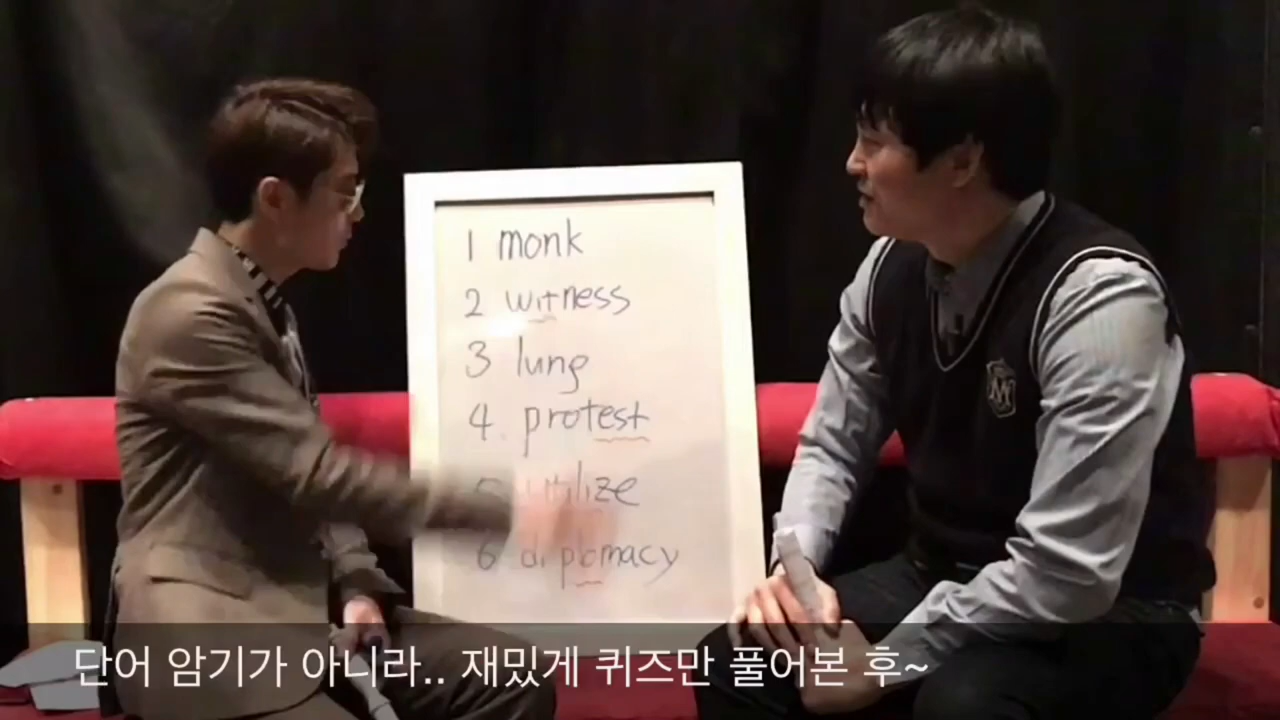 1 monk
2 witness
3 lung
4. protest
5 utilize
6 diplomacy
M
단어 암기가 아니라.. 재밌게 퀴즈만 풀어본 후~